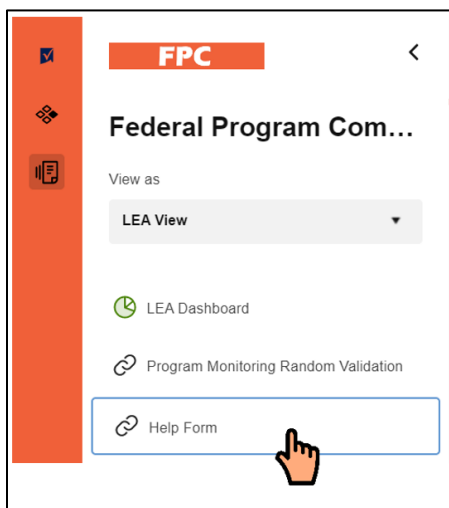 FPC
Federal Program Com...
View as
LEA View
LEA Dashboard
Program Monitoring Random Validation
Help Form